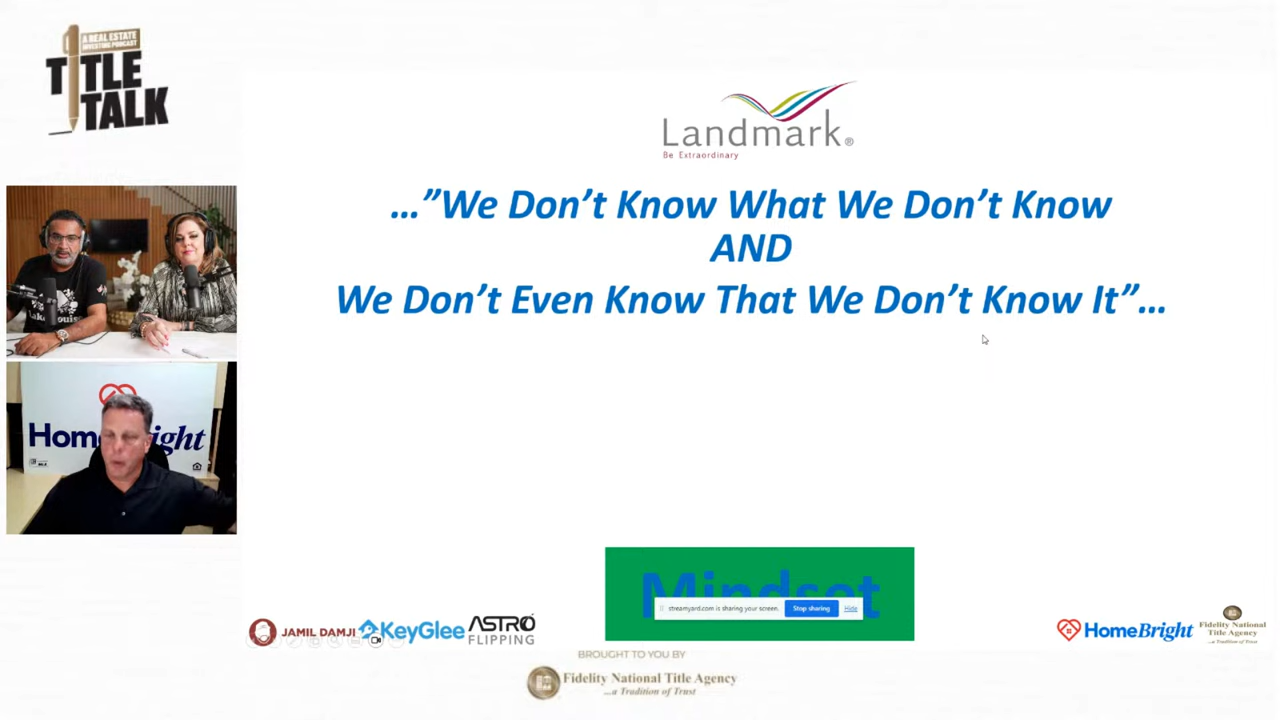 A REAL ESTATE
INVESTING PODCAST
TITLE
TALK
Landmark®
Be Extraordinary
…”We Don’t Know What We Don’t Know
AND
We Don’t Even Know That We Don’t Know It”…
HomeBright
Mindset
streamyard.com is sharing your screen.
Stop sharing
Hide
JAMIL DAMJI
KeyGlee
ASTRO
FLIPPING
HomeBright
Fidelity National
Title Agency
...a Tradition of Trust
BROUGHT TO YOU BY
Fidelity National Title Agency
...a Tradition of Trust